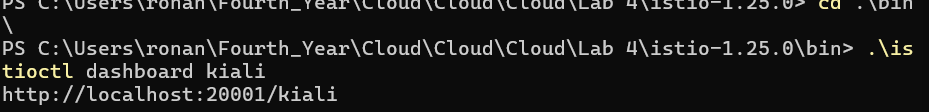 PS C:\Users\ronan\Fourth_Year\Cloud\Cloud\Cloud\Lab 4\istio-1.25.0> cd .\bin
\
PS C:\Users\ronan\Fourth_Year\Cloud\Cloud\Cloud\Lab 4\istio-1.25.0\bin> .\is
tioctl dashboard kiali
http://localhost:20001/kiali